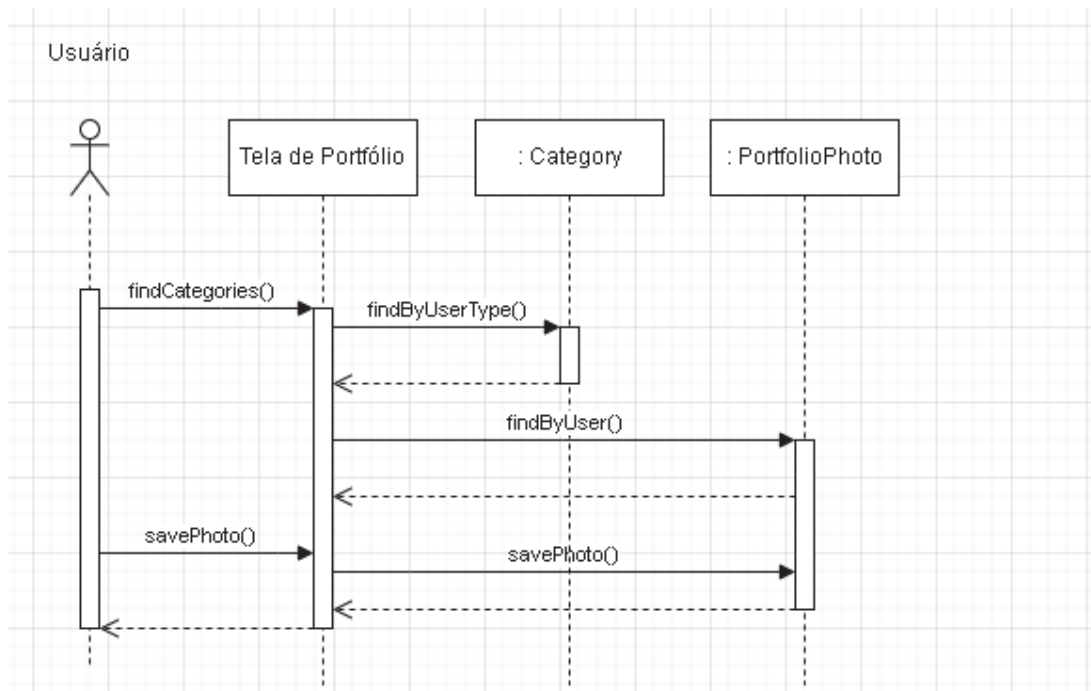 Usuário
Tela de Portfólio
: Category
: PortfolioPhoto
findCategories()
findByUserType()
findByUser()
savePhoto()
savePhoto()